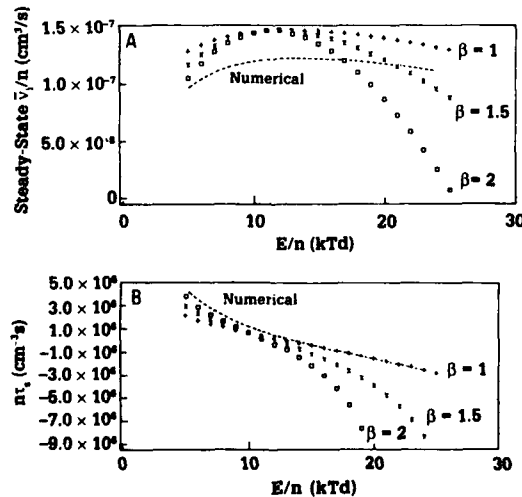 Steady-State ν̄ᵢ/n (cm³/s)
1.5 × 10⁻⁷
1.0 × 10⁻⁷
5.0 × 10⁻⁸
0
A
Numerical
β = 1
β = 1.5
β = 2
0 10 20 30
E/n (kTd)
nτₛ (cm⁻³s)
5.0 × 10⁶
3.0 × 10⁶
1.0 × 10⁶
−1.0 × 10⁶
−3.0 × 10⁶
−5.0 × 10⁶
−7.0 × 10⁶
−9.0 × 10⁶
B
Numerical
β = 1
β = 1.5
β = 2
0 10 20 30
E/n (kTd)